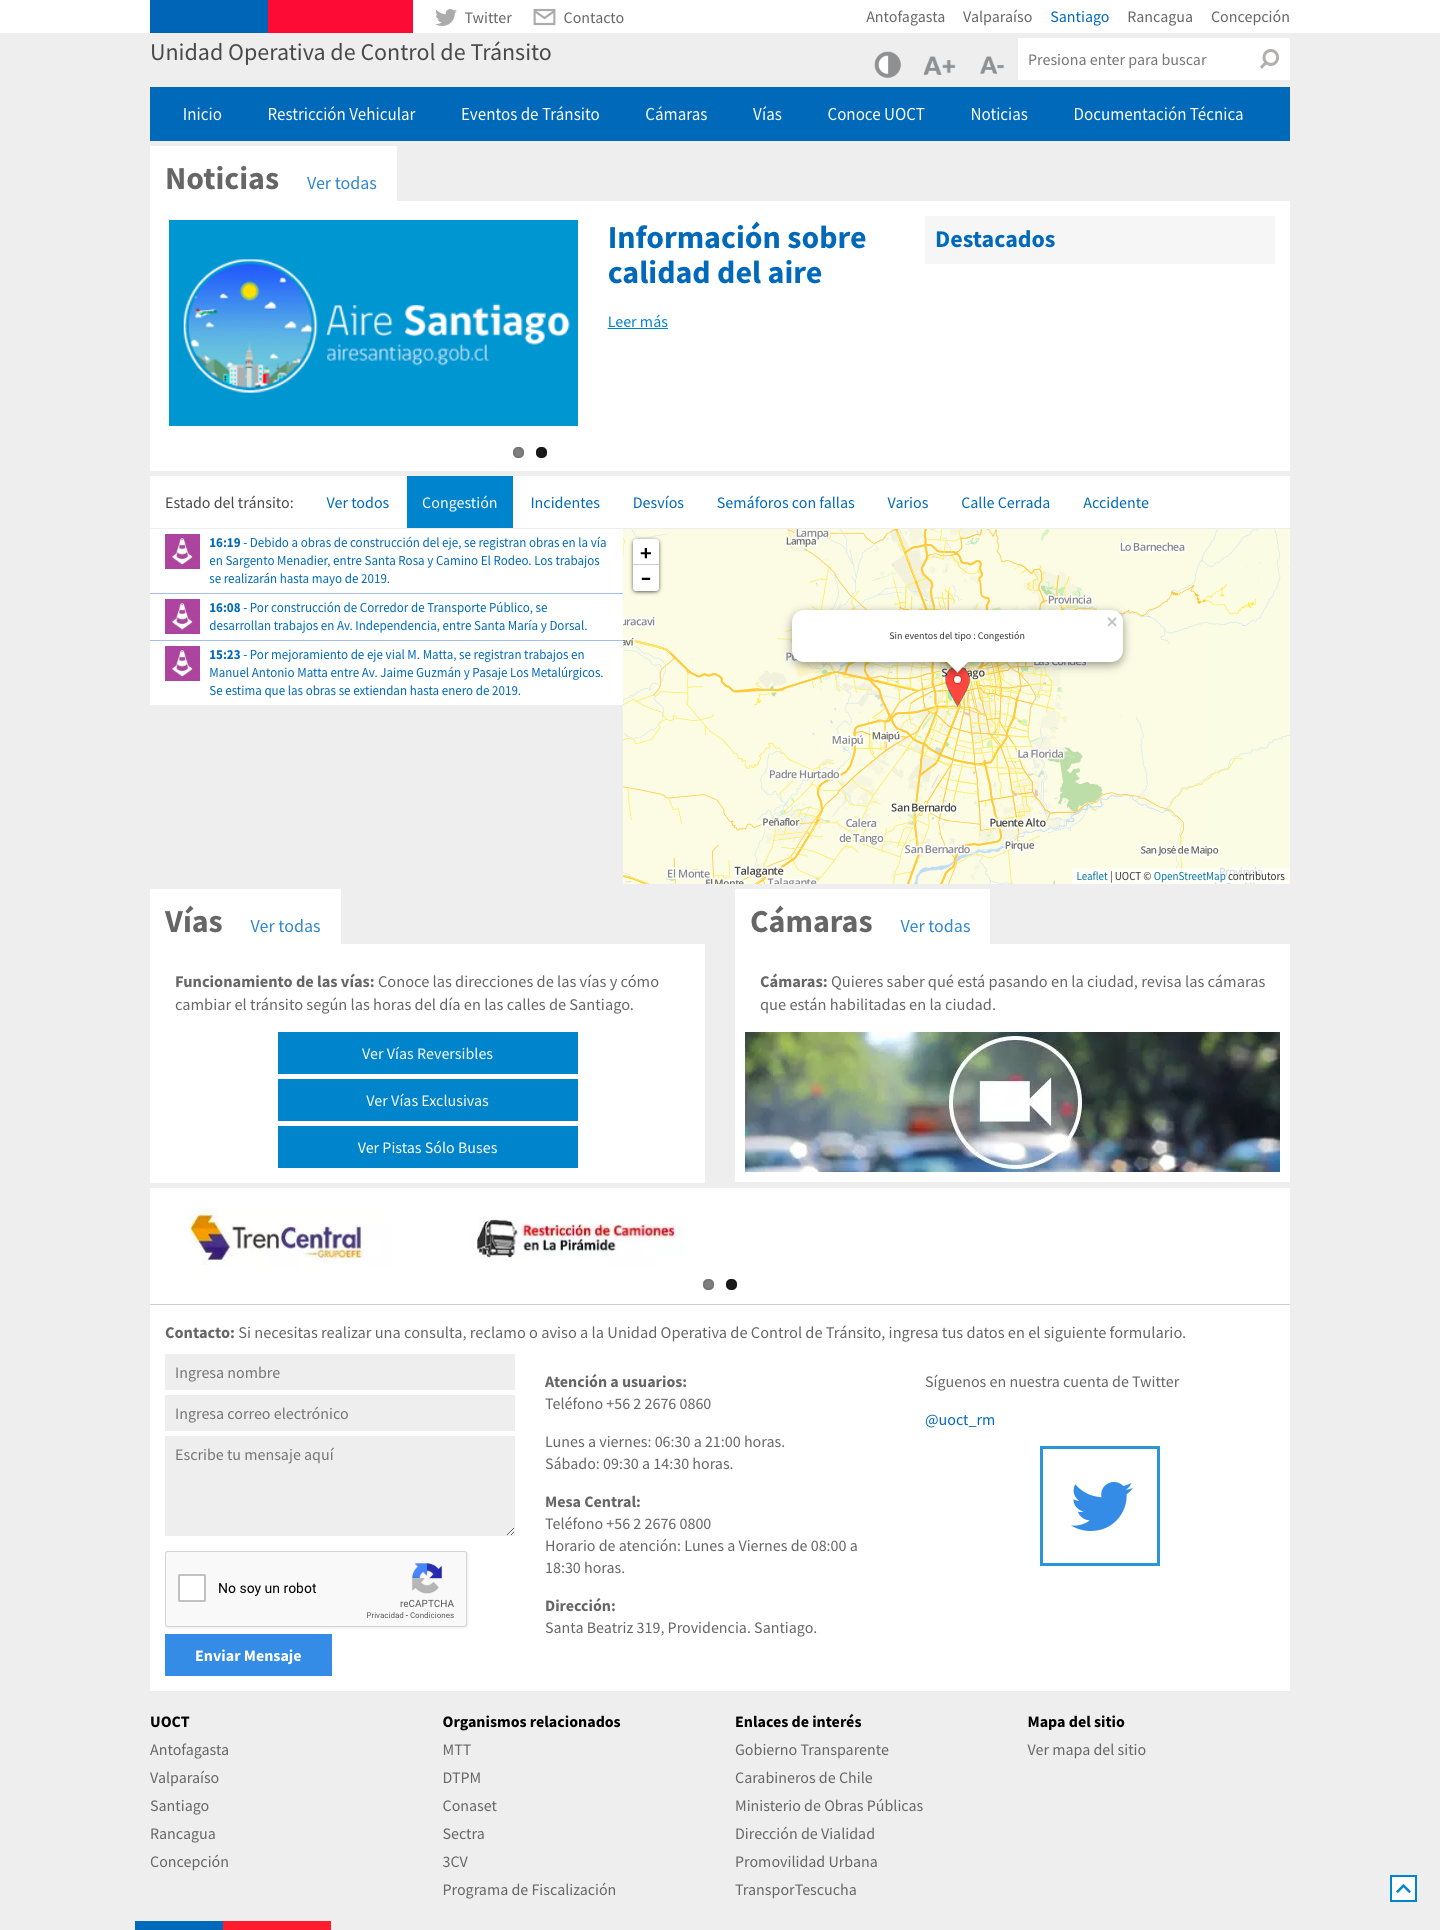 Twitter
Contacto
Antofagasta
Valparaíso
Santiago
Rancagua
Concepción
Unidad Operativa de Control de Tránsito
A+
A-
Presiona enter para buscar
Inicio
Restricción Vehicular
Eventos de Tránsito
Cámaras
Vías
Conoce UOCT
Noticias
Documentación Técnica
Noticias
Ver todas
Aire Santiago
airesantiago.gob.cl
Información sobre
calidad del aire
Leer más
Destacados
Estado del tránsito:
Ver todos
Congestión
Incidentes
Desvíos
Semáforos con fallas
Varios
Calle Cerrada
Accidente
16:19 - Debido a obras de construcción del eje, se registran obras en la vía
en Sargento Menadier, entre Santa Rosa y Camino El Rodeo. Los trabajos
se realizarán hasta mayo de 2019.
16:08 - Por construcción de Corredor de Transporte Público, se
desarrollan trabajos en Av. Independencia, entre Santa María y Dorsal.
15:23 - Por mejoramiento de eje vial M. Matta, se registran trabajos en
Manuel Antonio Matta entre Av. Jaime Guzmán y Pasaje Los Metalúrgicos.
Se estima que las obras se extiendan hasta enero de 2019.
+
-
Lampa
Lampa
Lo Barnechea
Provincia
×
Sin eventos del tipo : Congestión
Las Condes
Maipú
Maipú
La Florida
Padre Hurtado
San Bernardo
Peñaflor
Calera
de Tango
Puente Alto
San Bernardo
Pirque
San José de Maipo
El Monte
Talagante
El Monte
Talagante
Leaflet | UOCT © OpenStreetMap contributors
Vías
Ver todas
Funcionamiento de las vías: Conoce las direcciones de las vías y cómo
cambiar el tránsito según las horas del día en las calles de Santiago.
Ver Vías Reversibles
Ver Vías Exclusivas
Ver Pistas Sólo Buses
Cámaras
Ver todas
Cámaras: Quieres saber qué está pasando en la ciudad, revisa las cámaras
que están habilitadas en la ciudad.
TrenCentral
GRUPOEFE
Restricción de Camiones
en La Pirámide
Contacto: Si necesitas realizar una consulta, reclamo o aviso a la Unidad Operativa de Control de Tránsito, ingresa tus datos en el siguiente formulario.
Ingresa nombre
Ingresa correo electrónico
Escribe tu mensaje aquí
No soy un robot
reCAPTCHA
Privacidad - Condiciones
Enviar Mensaje
Atención a usuarios:
Teléfono +56 2 2676 0860
Lunes a viernes: 06:30 a 21:00 horas.
Sábado: 09:30 a 14:30 horas.
Mesa Central:
Teléfono +56 2 2676 0800
Horario de atención: Lunes a Viernes de 08:00 a
18:30 horas.
Dirección:
Santa Beatriz 319, Providencia. Santiago.
Síguenos en nuestra cuenta de Twitter
@uoct_rm
UOCT
Antofagasta
Valparaíso
Santiago
Rancagua
Concepción
Organismos relacionados
MTT
DTPM
Conaset
Sectra
3CV
Programa de Fiscalización
Enlaces de interés
Gobierno Transparente
Carabineros de Chile
Ministerio de Obras Públicas
Dirección de Vialidad
Promovilidad Urbana
TransporTescucha
Mapa del sitio
Ver mapa del sitio